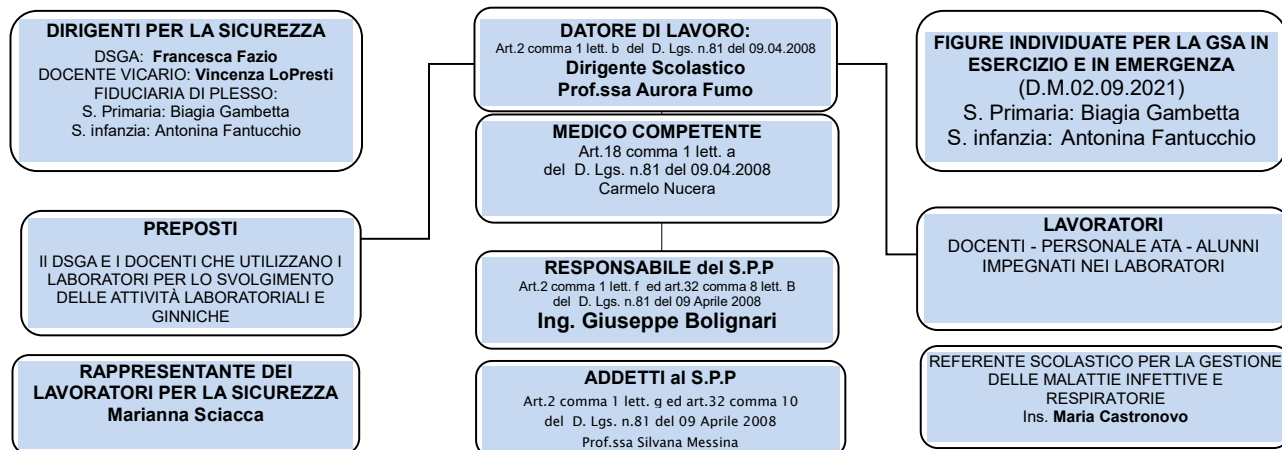 DIRIGENTI PER LA SICUREZZA
DSGA: Francesca Fazio
DOCENTE VICARIO: Vincenza LoPresti
FIDUCIARIA DI PLESSO:
S. Primaria: Biagia Gambetta
S. infanzia: Antonina Fantucchio
DATORE DI LAVORO:
Art.2 comma 1 lett. b del D. Lgs. n.81 del 09.04.2008
Dirigente Scolastico
Prof.ssa Aurora Fumo
FIGURE INDIVIDUATE PER LA GSA IN
ESERCIZIO E IN EMERGENZA
(D.M.02.09.2021)
S. Primaria: Biagia Gambetta
S. infanzia: Antonina Fantucchio
MEDICO COMPETENTE
Art.18 comma 1 lett. a
del D. Lgs. n.81 del 09.04.2008
Carmelo Nucera
PREPOSTI
Il DSGA E I DOCENTI CHE UTILIZZANO I
LABORATORI PER LO SVOLGIMENTO
DELLE ATTIVITÀ LABORATORIALI E
GINNICHE
RESPONSABILE del S.P.P
Art.2 comma 1 lett. f ed art.32 comma 8 lett. B
del D. Lgs. n.81 del 09 Aprile 2008
Ing. Giuseppe Bolignari
LAVORATORI
DOCENTI - PERSONALE ATA - ALUNNI
IMPEGNATI NEI LABORATORI
RAPPRESENTANTE DEI
LAVORATORI PER LA SICUREZZA
Marianna Sciacca
ADDETTI al S.P.P
Art.2 comma 1 lett. g ed art.32 comma 10
del D. Lgs. n.81 del 09 Aprile 2008
Prof.ssa Silvana Messina
REFERENTE SCOLASTICO PER LA GESTIONE
DELLE MALATTIE INFETTIVE E
RESPIRATORIE
Ins. Maria Castronovo